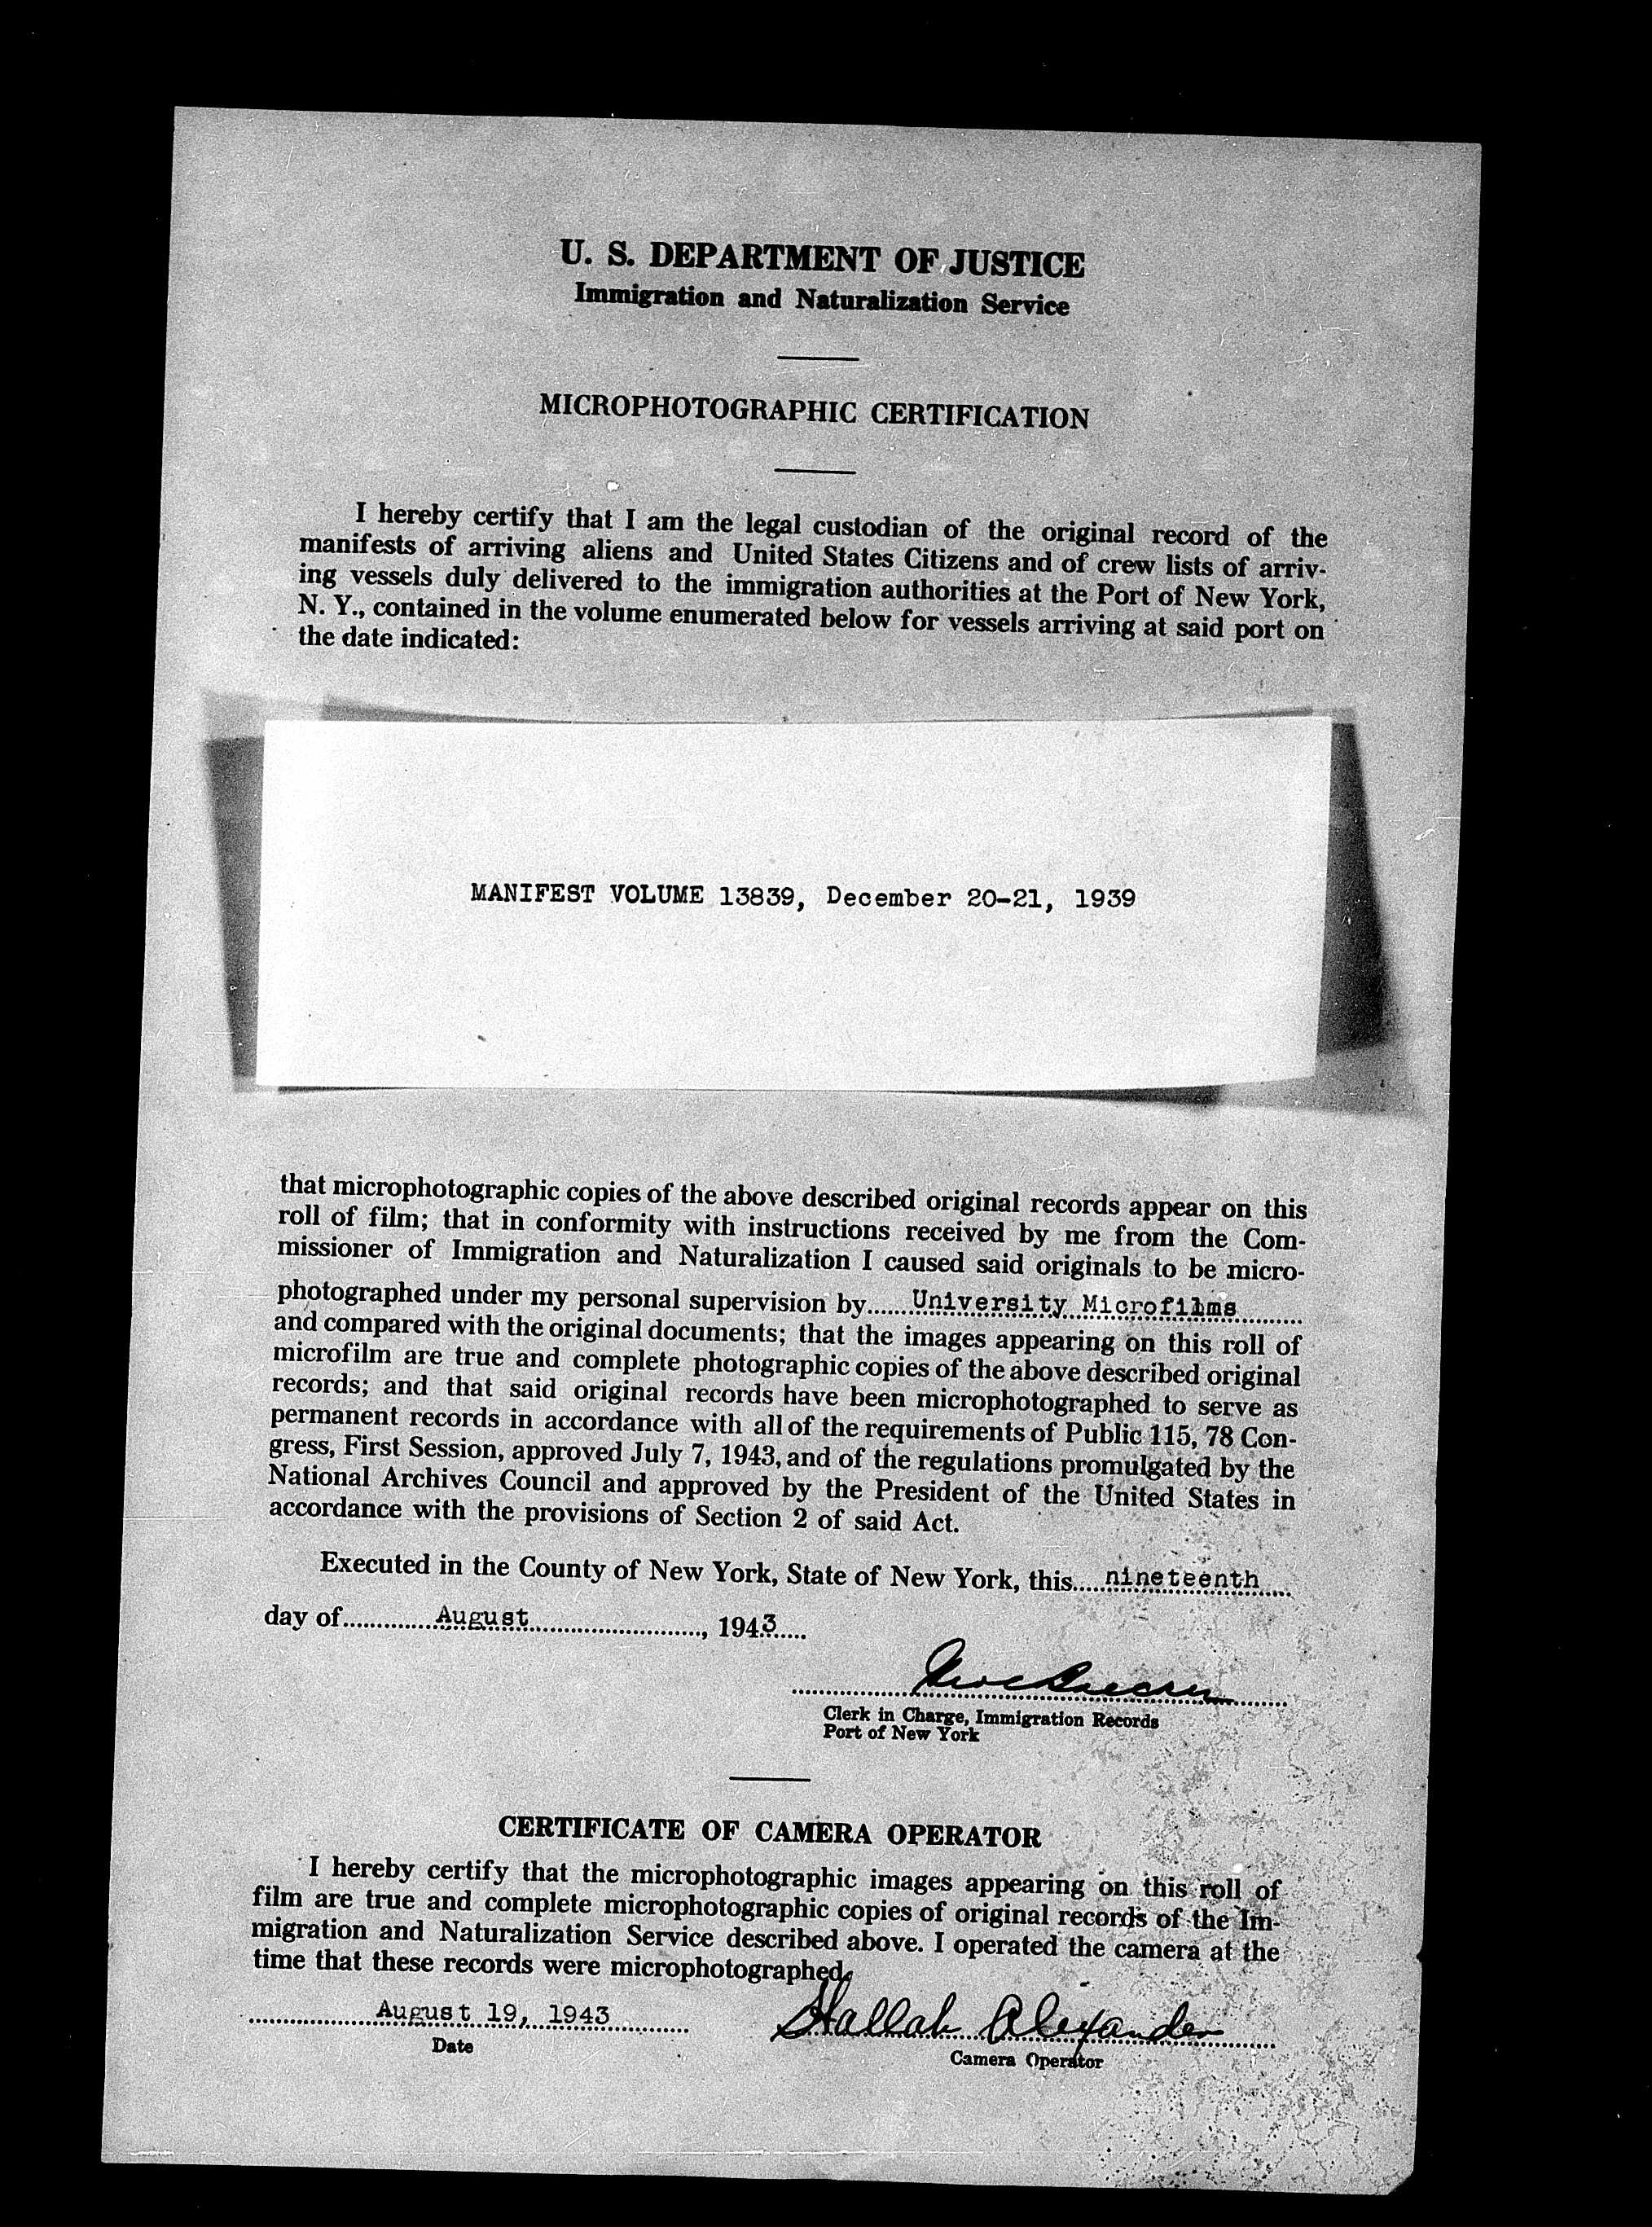 U. S. DEPARTMENT OF JUSTICE
Immigration and Naturalization Service
MICROPHOTOGRAPHIC CERTIFICATION
I hereby certify that I am the legal custodian of the original record of the
manifests of arriving aliens and United States Citizens and of crew lists of arriv-
ing vessels duly delivered to the immigration authorities at the Port of New York,
N. Y., contained in the volume enumerated below for vessels arriving at said port on
the date indicated:
MANIFEST VOLUME 13839, December 20-21, 1939
that microphotographic copies of the above described original records appear on this
roll of film; that in conformity with instructions received by me from the Com-
missioner of Immigration and Naturalization I caused said originals to be micro-
photographed under my personal supervision by......University Microfilms..........
and compared with the original documents; that the images appearing on this roll of
microfilm are true and complete photographic copies of the above described original
records; and that said original records have been microphotographed to serve as
permanent records in accordance with all of the requirements of Public 115, 78 Con-
gress, First Session, approved July 7, 1943, and of the regulations promulgated by the
National Archives Council and approved by the President of the United States in
accordance with the provisions of Section 2 of said Act.
Executed in the County of New York, State of New York, this.....nineteenth.....
day of..............August..........................., 1943.....
Clerk in Charge, Immigration Records
Port of New York
CERTIFICATE OF CAMERA OPERATOR
I hereby certify that the microphotographic images appearing on this roll of
film are true and complete microphotographic copies of original records of the Im-
migration and Naturalization Service described above. I operated the camera at the
time that these records were microphotographed.
August 19, 1943 Hallah Alexander
Date
Camera Operator